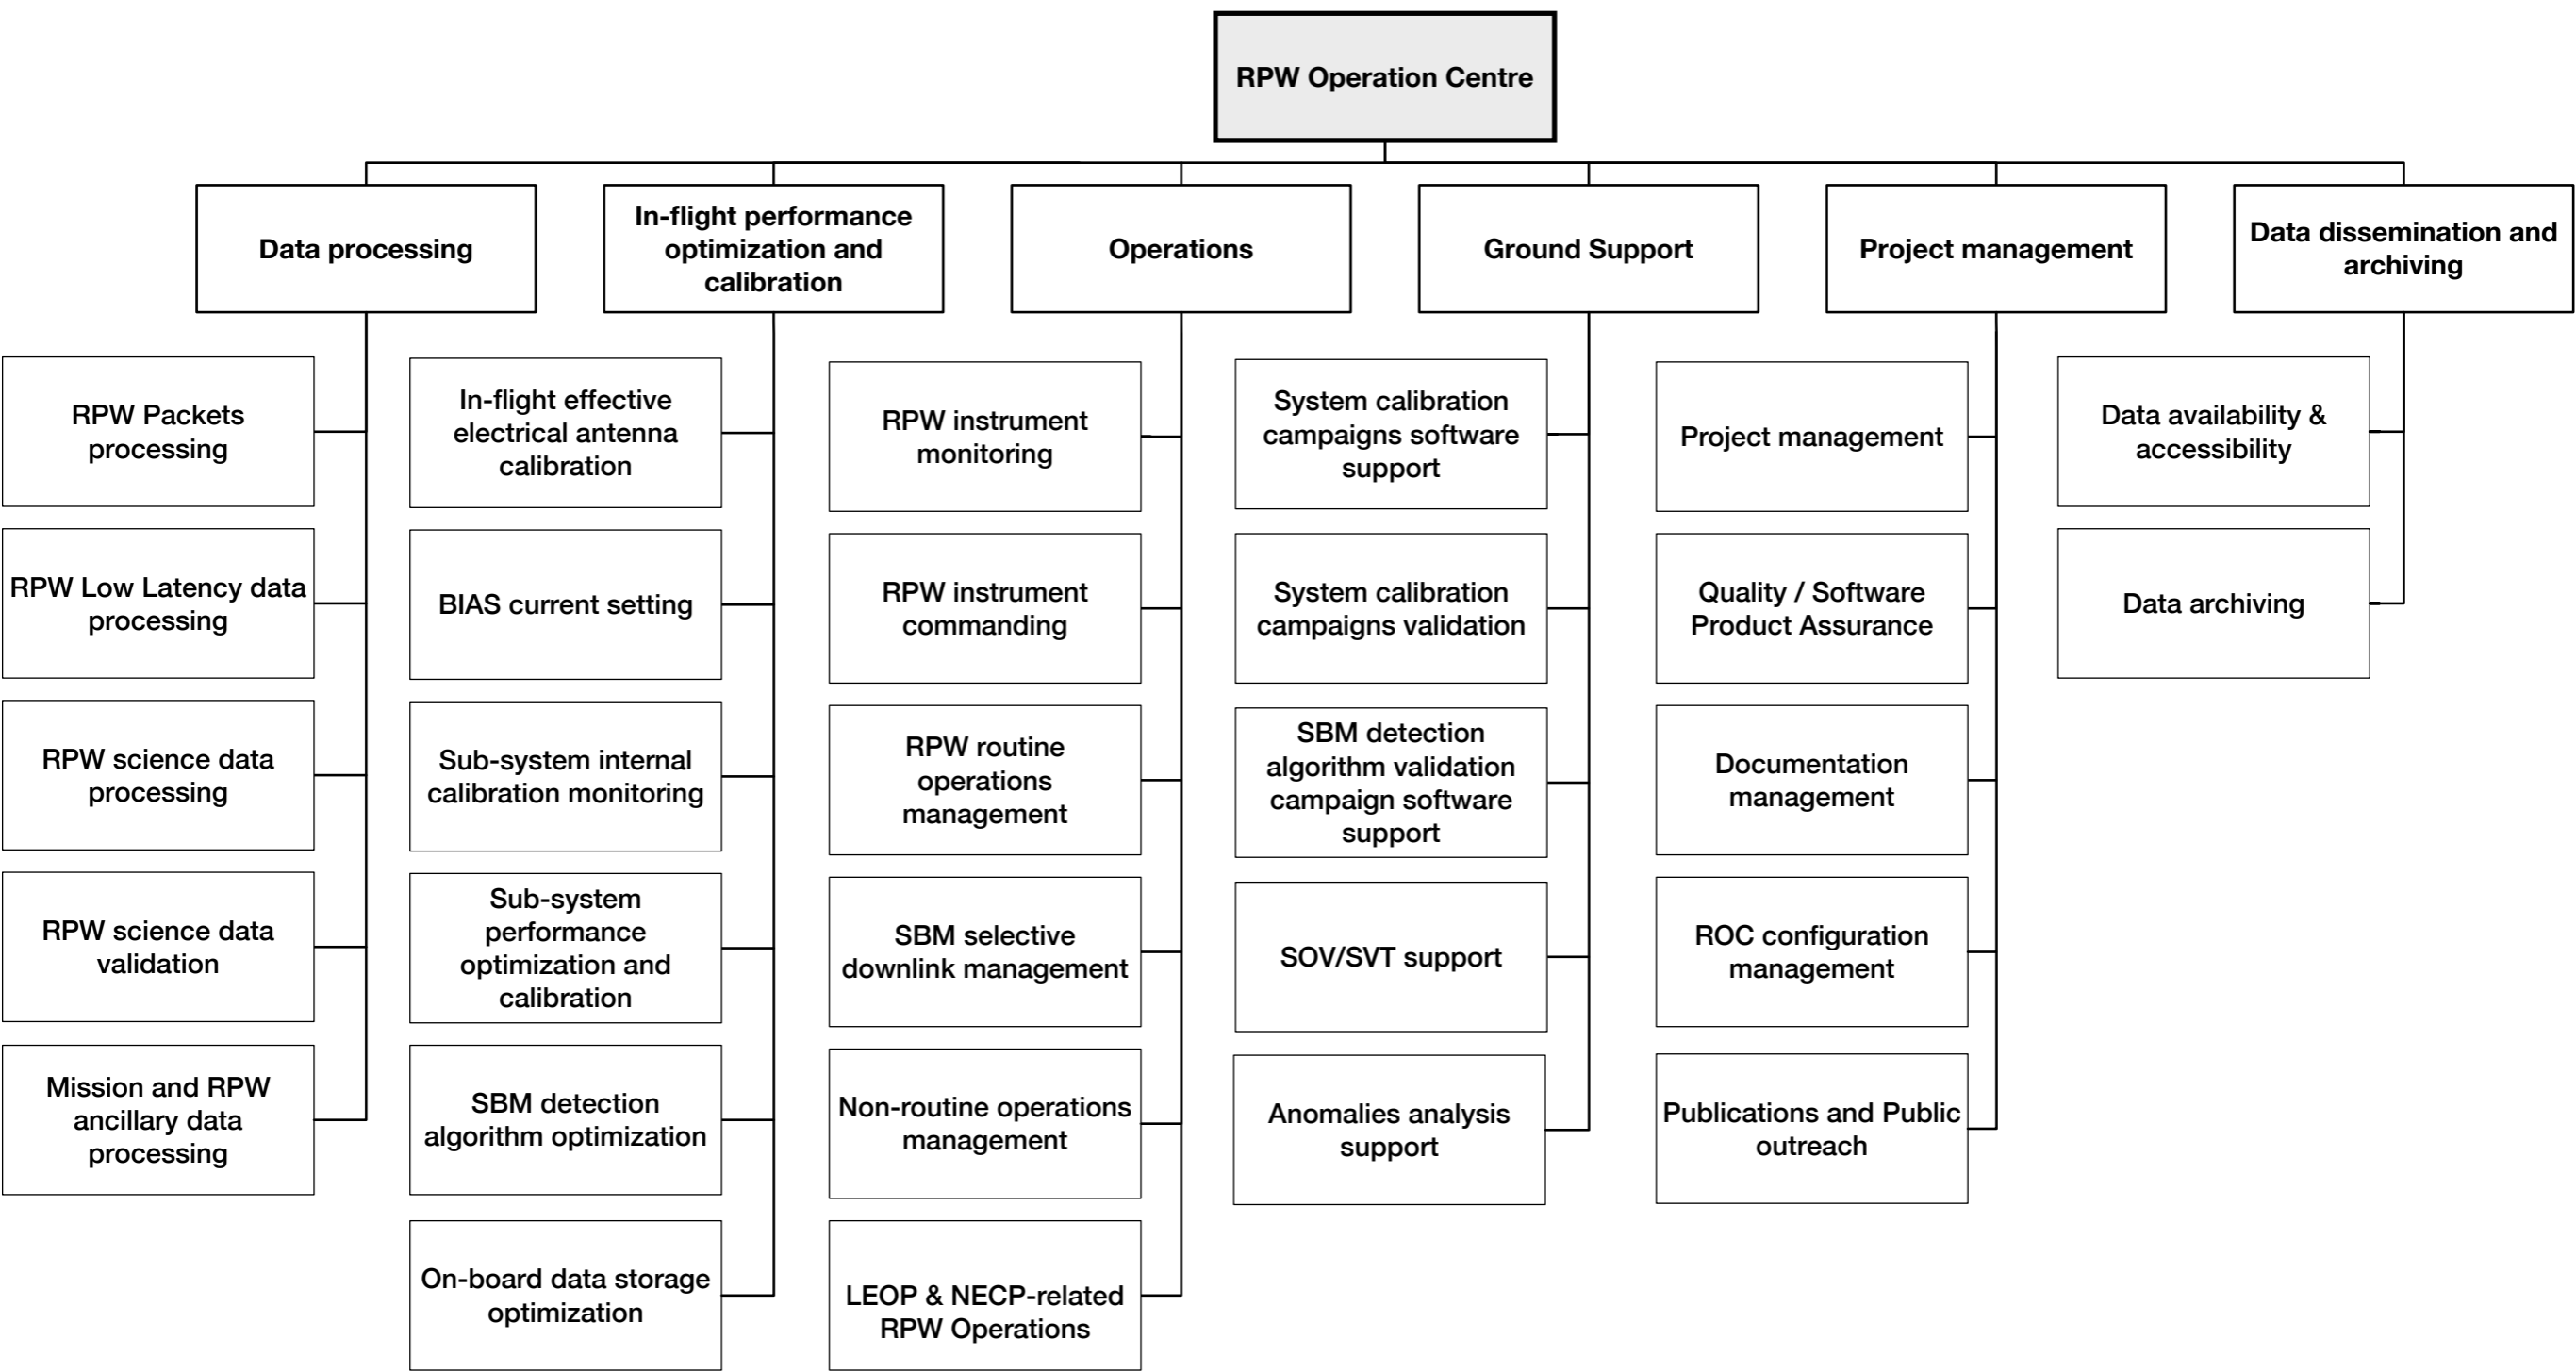 RPW Operation Centre
Data processing
In-flight performance
optimization and
calibration
Operations
Ground Support
Project management
Data dissemination and
archiving
RPW Packets
processing
RPW Low Latency data
processing
RPW science data
processing
RPW science data
validation
Mission and RPW
ancillary data
processing
In-flight effective
electrical antenna
calibration
BIAS current setting
Sub-system internal
calibration monitoring
Sub-system
performance
optimization and
calibration
SBM detection
algorithm optimization
On-board data storage
optimization
RPW instrument
monitoring
RPW instrument
commanding
RPW routine
operations
management
SBM selective
downlink management
Non-routine operations
management
LEOP & NECP-related
RPW Operations
System calibration
campaigns software
support
System calibration
campaigns validation
SBM detection
algorithm validation
campaign software
support
SOV/SVT support
Anomalies analysis
support
Project management
Quality / Software
Product Assurance
Documentation
management
ROC configuration
management
Publications and Public
outreach
Data availability &
accessibility
Data archiving